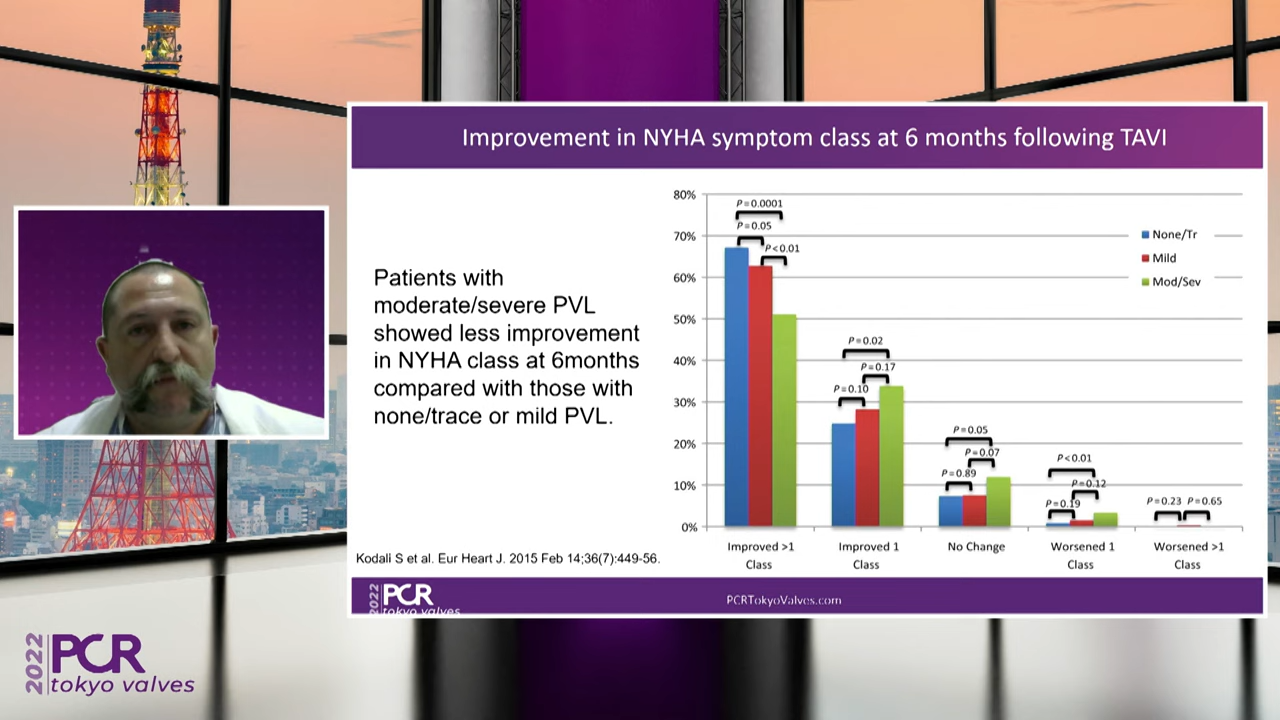 Improvement in NYHA symptom class at 6 months following TAVI
Patients with
moderate/severe PVL
showed less improvement
in NYHA class at 6months
compared with those with
none/trace or mild PVL.
Kodali S et al. Eur Heart J. 2015 Feb 14;36(7):449-56.
80%
70%
60%
50%
40%
30%
20%
10%
0%
P=0.0001
P=0.05
P<0.01
P=0.02
P=0.17
P=0.10
P=0.05
P=0.07
P=0.89
P<0.01
P=0.12
P=0.19
P=0.23
P=0.65
None/Tr
Mild
Mod/Sev
Improved >1
Class
Improved 1
Class
No Change
Worsened 1
Class
Worsened >1
Class
2022
PCR
tokyo valves
PCRTokyoValves.com
2022
PCR
tokyo valves